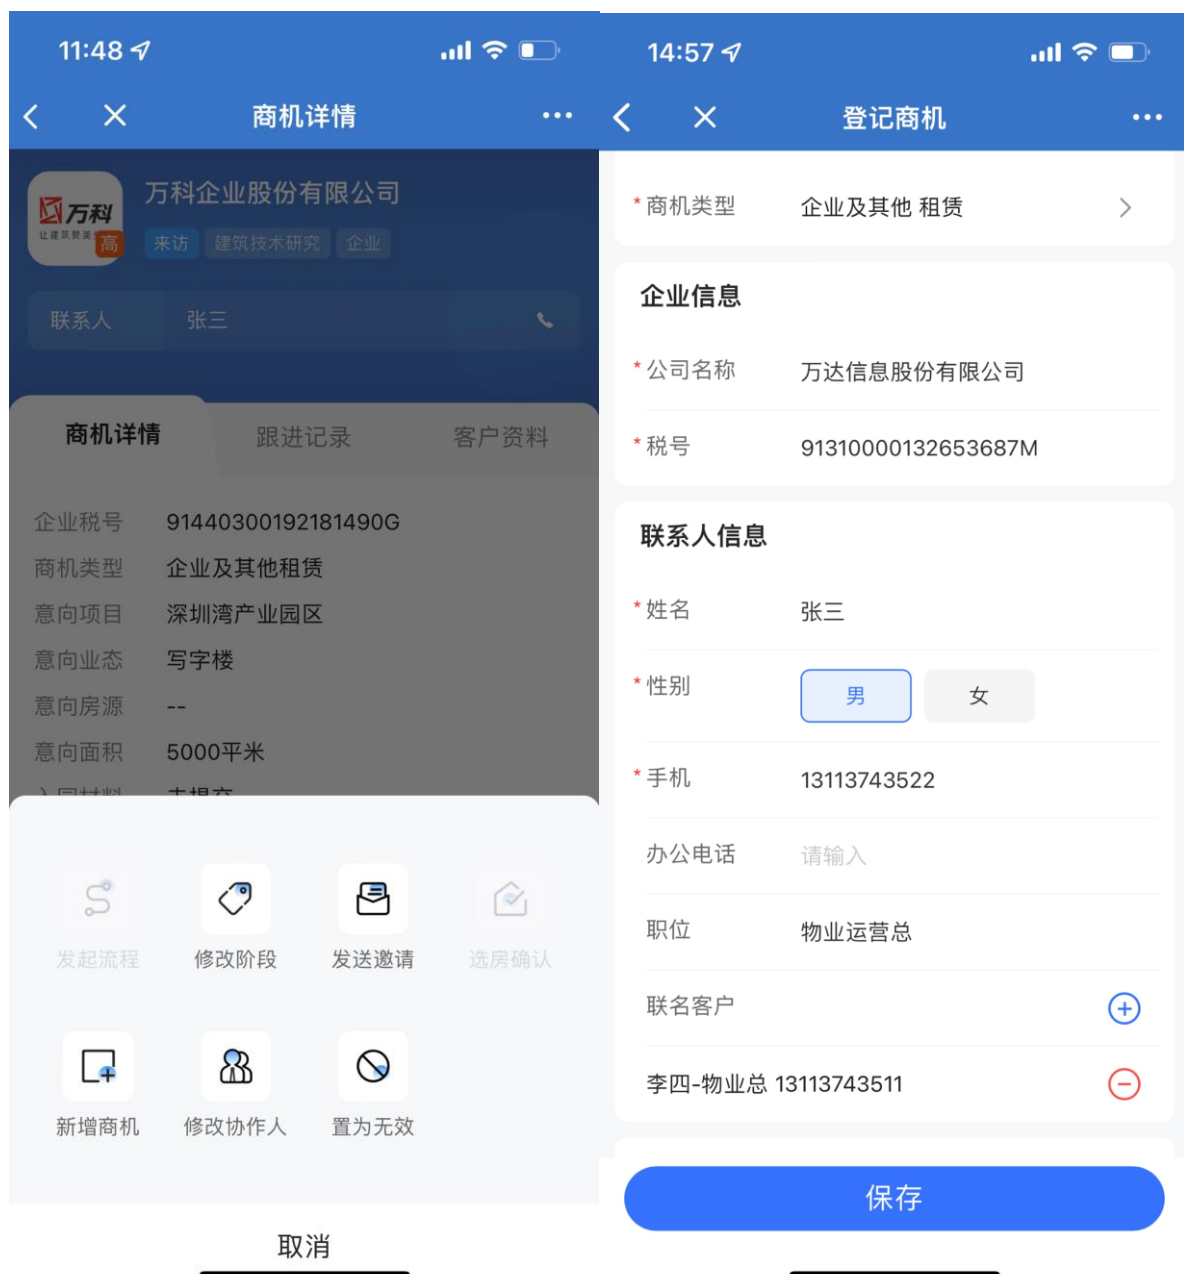 11:48
商机详情
万科
让建筑赞美
高
万科企业股份有限公司
来访 建筑技术研究 企业
联系人 张三
商机详情 跟进记录 客户资料
企业税号 91440300192181490G
商机类型 企业及其他租赁
意向项目 深圳湾产业园区
意向业态 写字楼
意向房源 --
意向面积 5000平米
发起流程 修改阶段 发送邀请 选房确认
新增商机 修改协作人 置为无效
取消
14:57
登记商机
*商机类型 企业及其他 租赁
企业信息
*公司名称 万达信息股份有限公司
*税号 91310000132653687M
联系人信息
*姓名 张三
*性别 男 女
*手机 13113743522
办公电话 请输入
职位 物业运营总
联名客户
李四-物业总 13113743511
保存